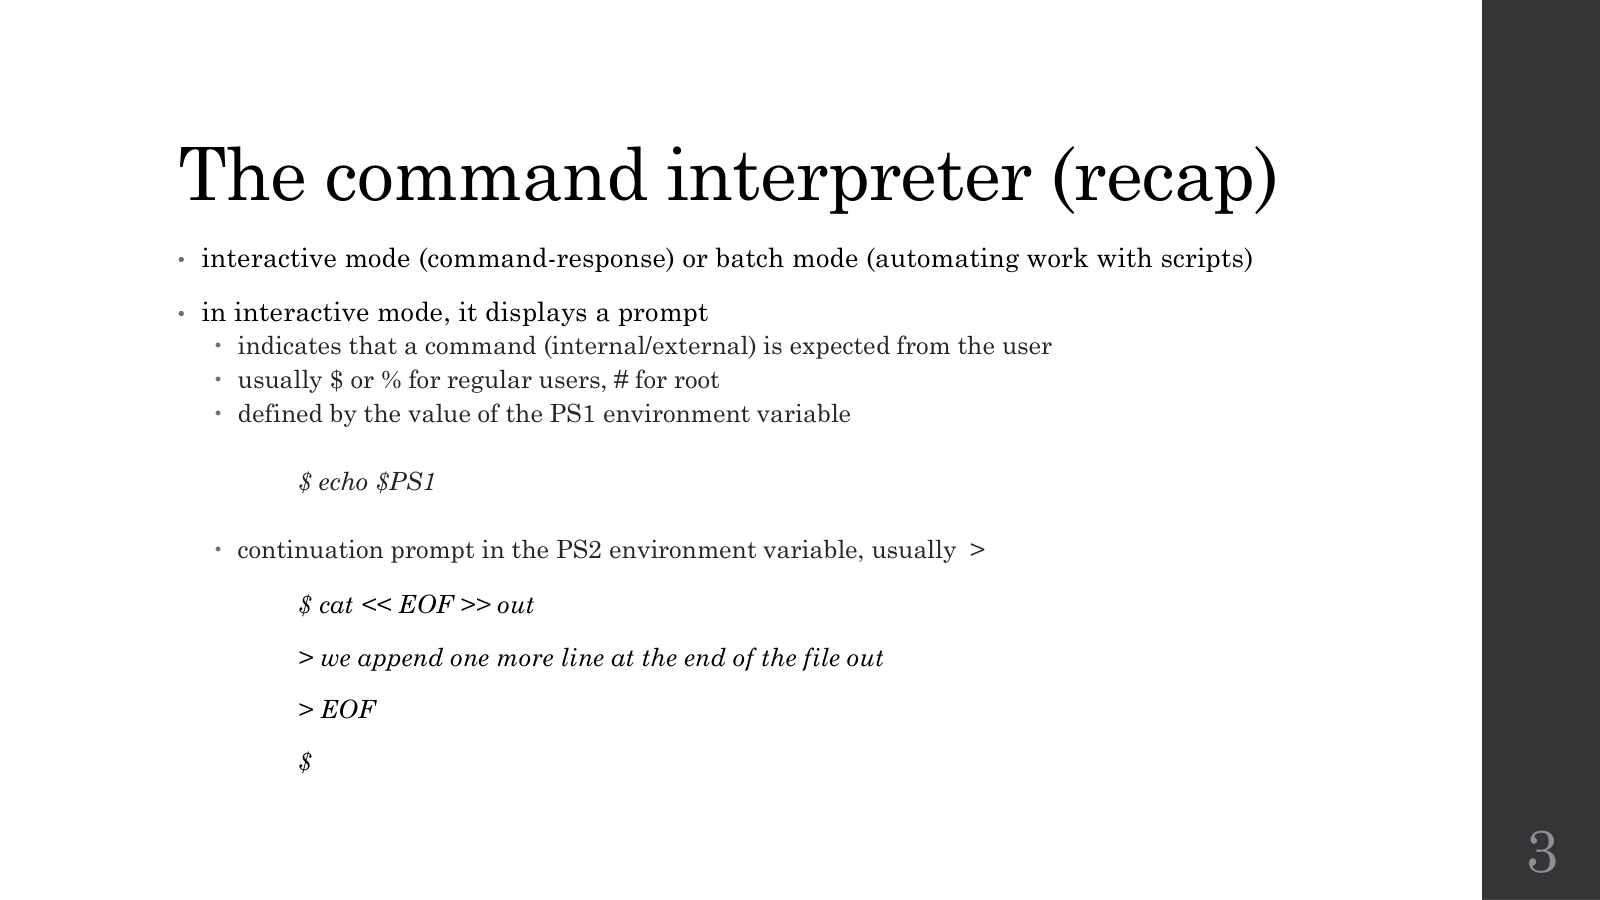 The command interpreter (recap)
• interactive mode (command-response) or batch mode (automating work with scripts)
• in interactive mode, it displays a prompt
• indicates that a command (internal/external) is expected from the user
• usually $ or % for regular users, # for root
• defined by the value of the PS1 environment variable
$ echo $PS1
• continuation prompt in the PS2 environment variable, usually >
$ cat << EOF >> out
> we append one more line at the end of the file out
> EOF
$
3